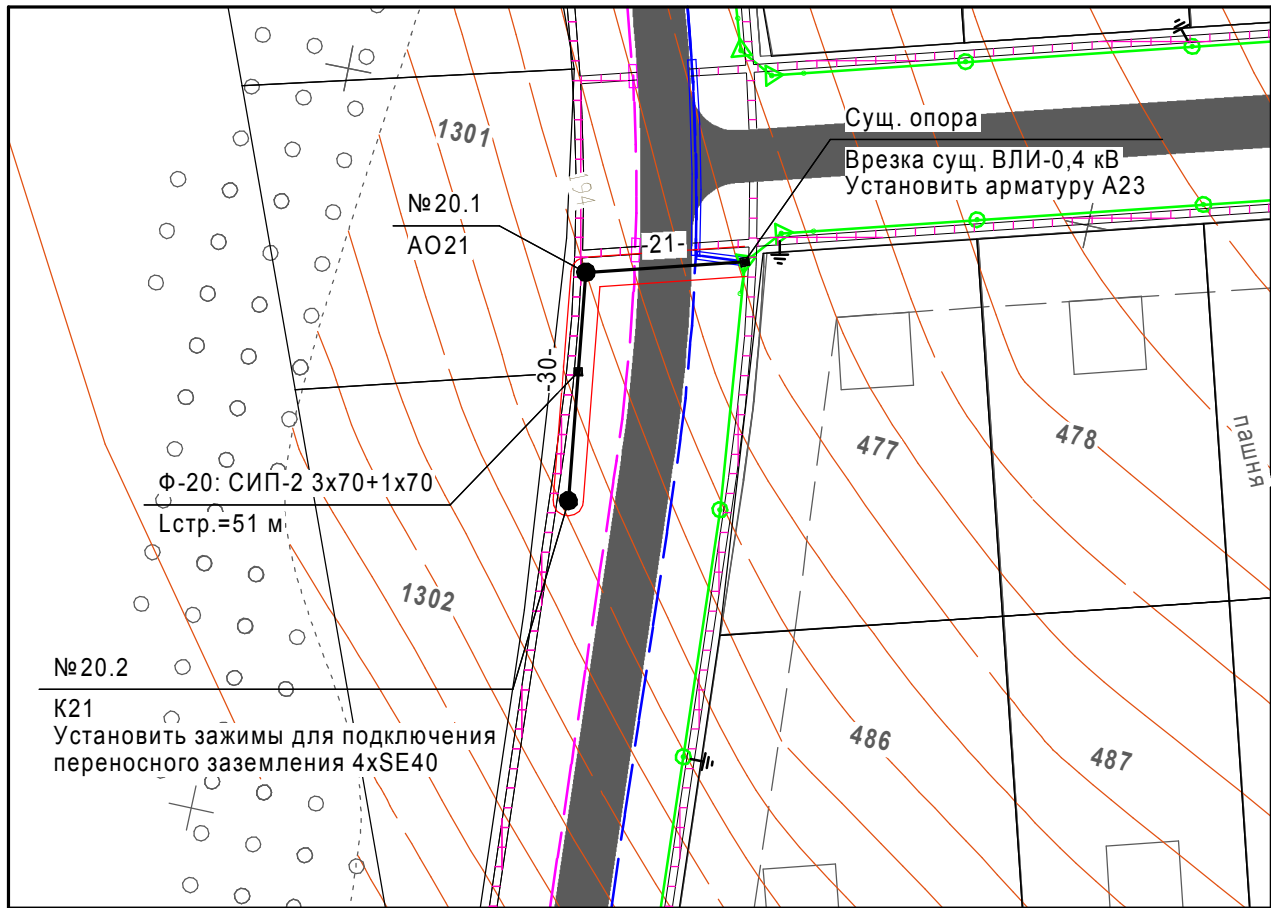 1301
Сущ. опора
Врезка сущ. ВЛИ-0,4 кВ
Установить арматуру А23
194
№20.1
АО21
-21-
-30-
477
478
пашня
Ф-20: СИП-2 3х70+1х70
Lстр.=51 м
1302
№20.2
К21
Установить зажимы для подключения
переносного заземления 4хSE40
486
487